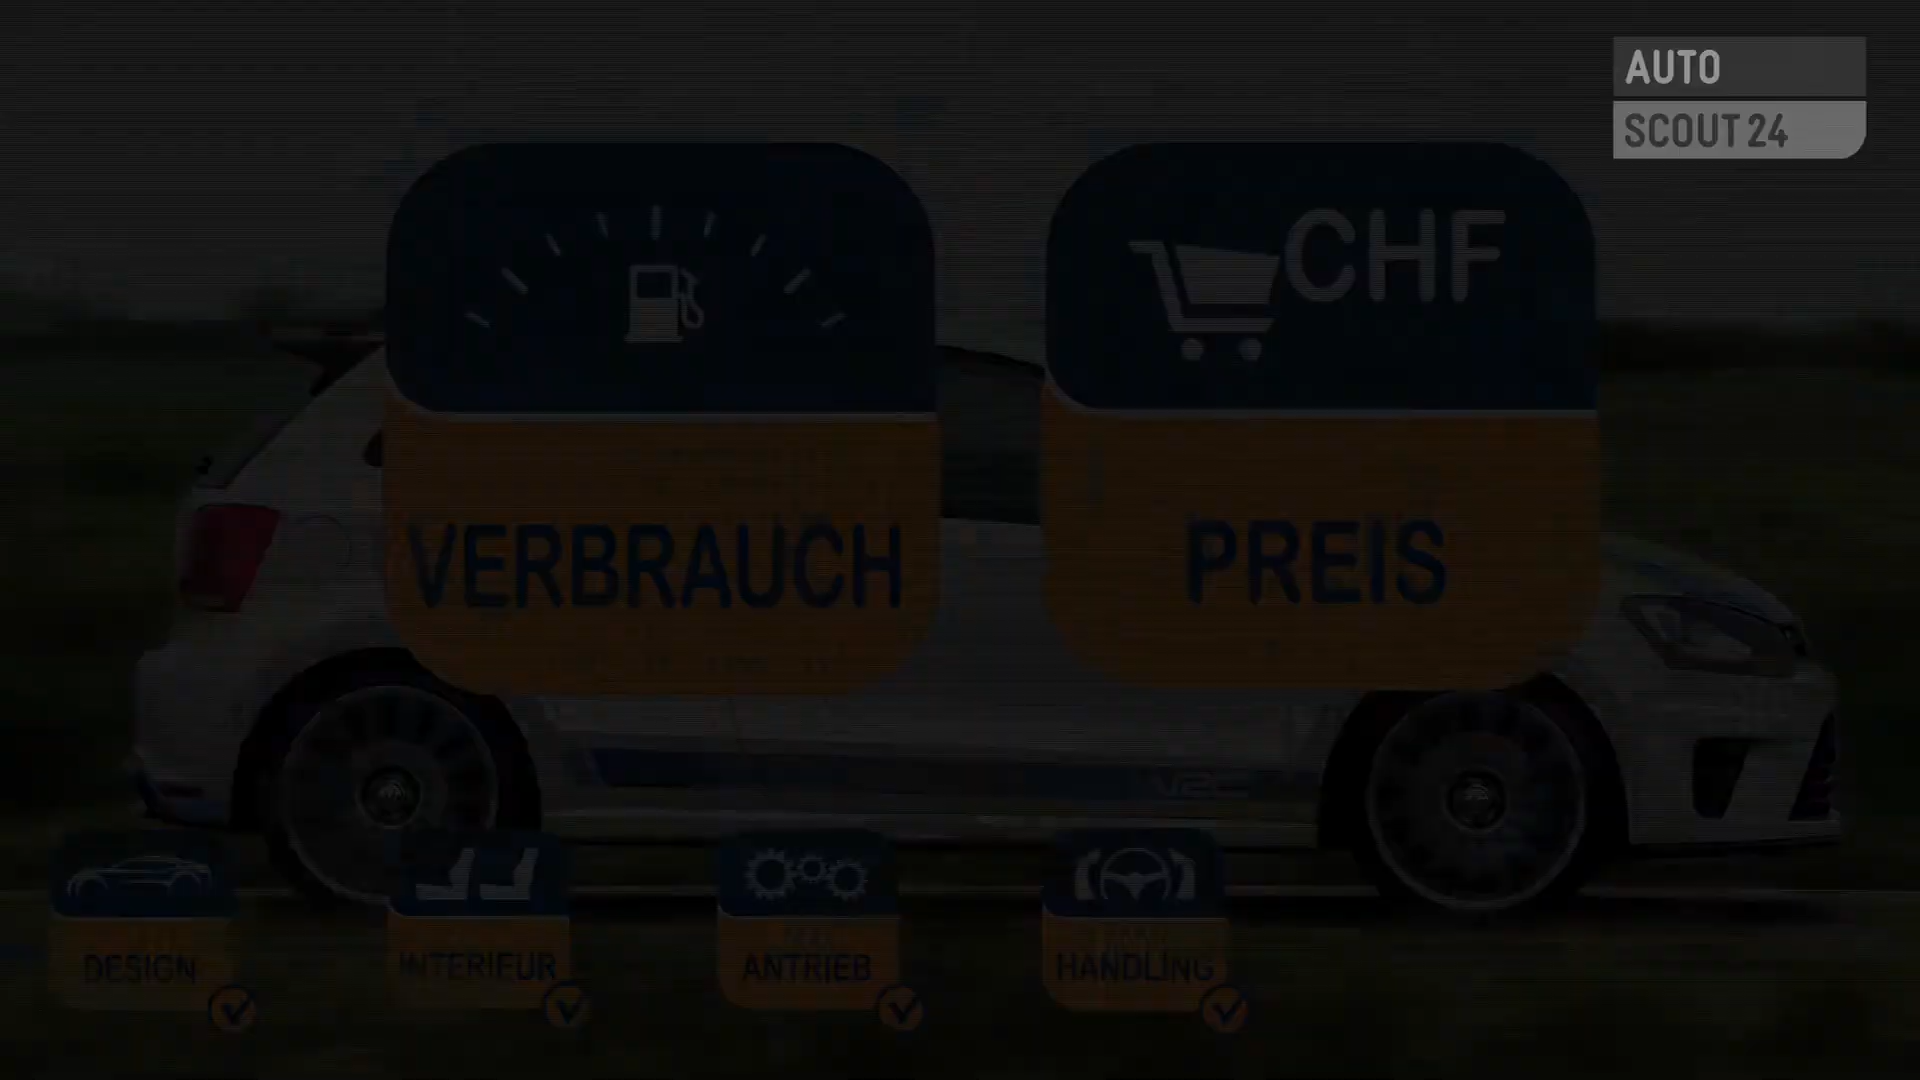 AUTO
SCOUT 24
CHF
VERBRAUCH
PREIS
DESIGN
INTERIEUR
ANTRIEB
HANDLING